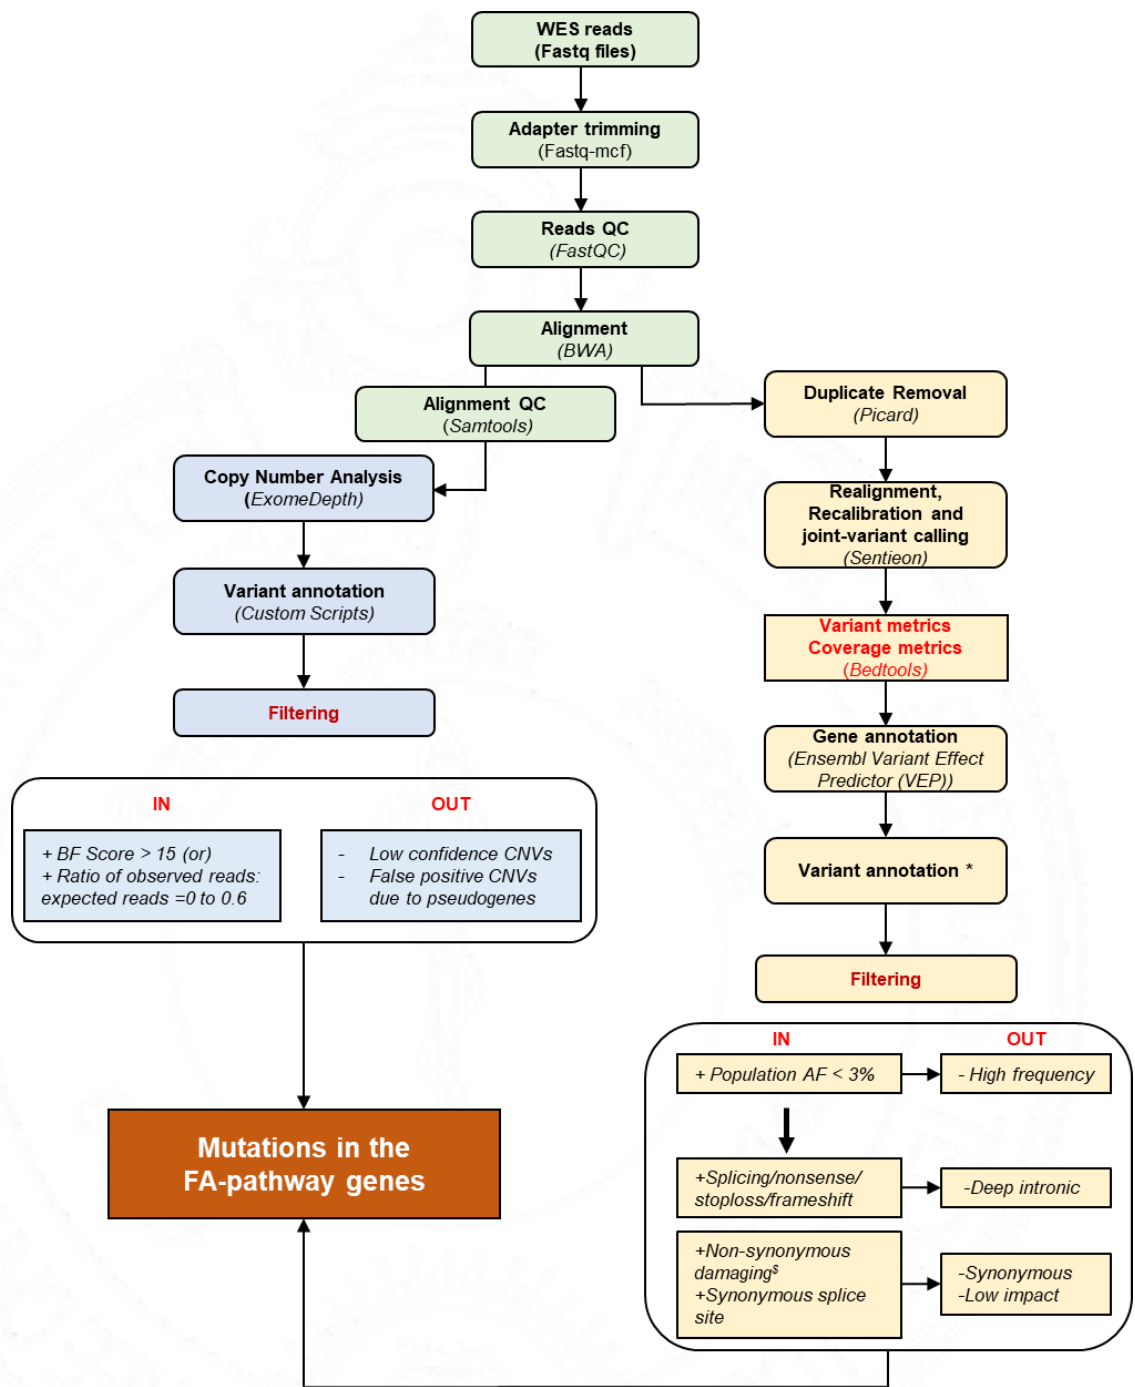 WES reads
(Fastq files)
Adapter trimming
(Fastq-mcf)
Reads QC
(FastQC)
Alignment
(BWA)
Alignment QC
(Samtools)
Copy Number Analysis
(ExomeDepth)
Variant annotation
(Custom Scripts)
Filtering
IN
OUT
+ BF Score > 15 (or)
+ Ratio of observed reads:
expected reads =0 to 0.6
- Low confidence CNVs
- False positive CNVs
due to pseudogenes
Mutations in the
FA-pathway genes
Duplicate Removal
(Picard)
Realignment,
Recalibration and
joint-variant calling
(Sentieon)
Variant metrics
Coverage metrics
(Bedtools)
Gene annotation
(Ensembl Variant Effect
Predictor (VEP))
Variant annotation *
Filtering
IN
OUT
+ Population AF < 3%
- High frequency
+Splicing/nonsense/
stoploss/frameshift
-Deep intronic
+Non-synonymous
damaging$
+Synonymous splice
site
-Synonymous
-Low impact